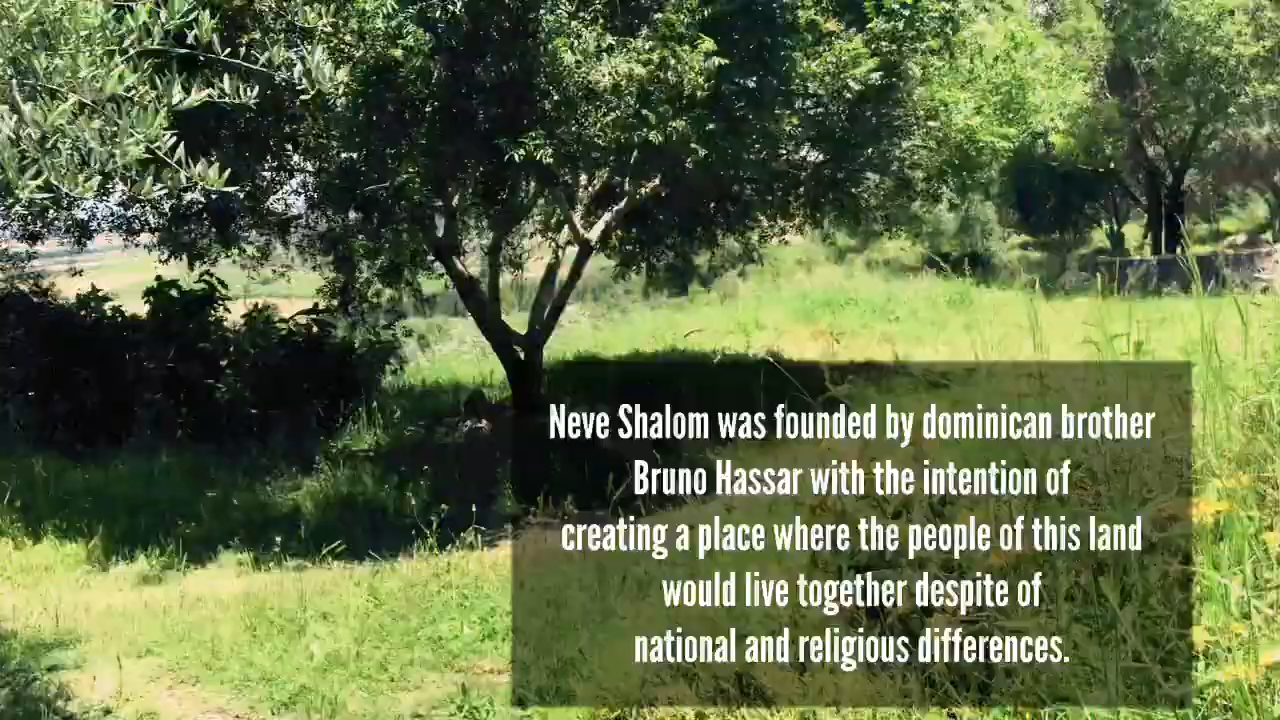 Neve Shalom was founded by dominican brother
Bruno Hassar with the intention of
creating a place where the people of this land
would live together despite of
national and religious differences.